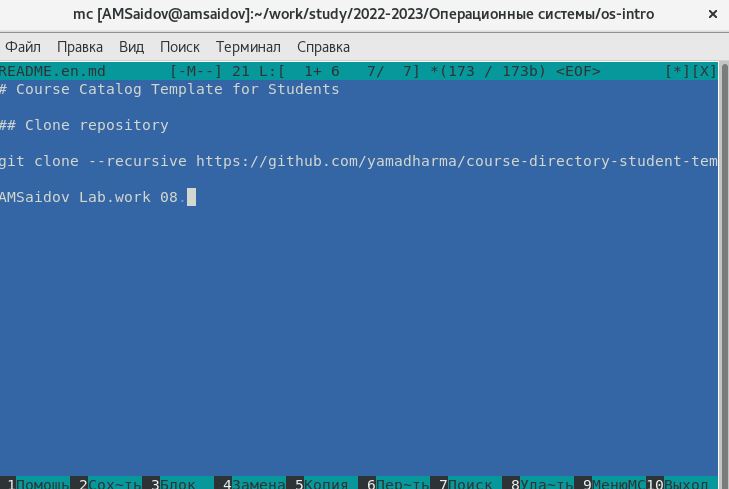 mc [AMSaidov@amsaidov]:~/work/study/2022-2023/Операционные системы/os-intro
Файл Правка Вид Поиск Терминал Справка
README.en.md [-M--] 21 L:[ 1+ 6 7/ 7] *(173 / 173b) <EOF> [*][X]
# Course Catalog Template for Students
## Clone repository
git clone --recursive https://github.com/yamadharma/course-directory-student-tem
AMSaidov Lab.work 08.
1Помощь 2Сох~ть 3Блок 4Замена 5Копия 6Пер~ть 7Поиск 8Уда~ть 9МенюМС 10Выход